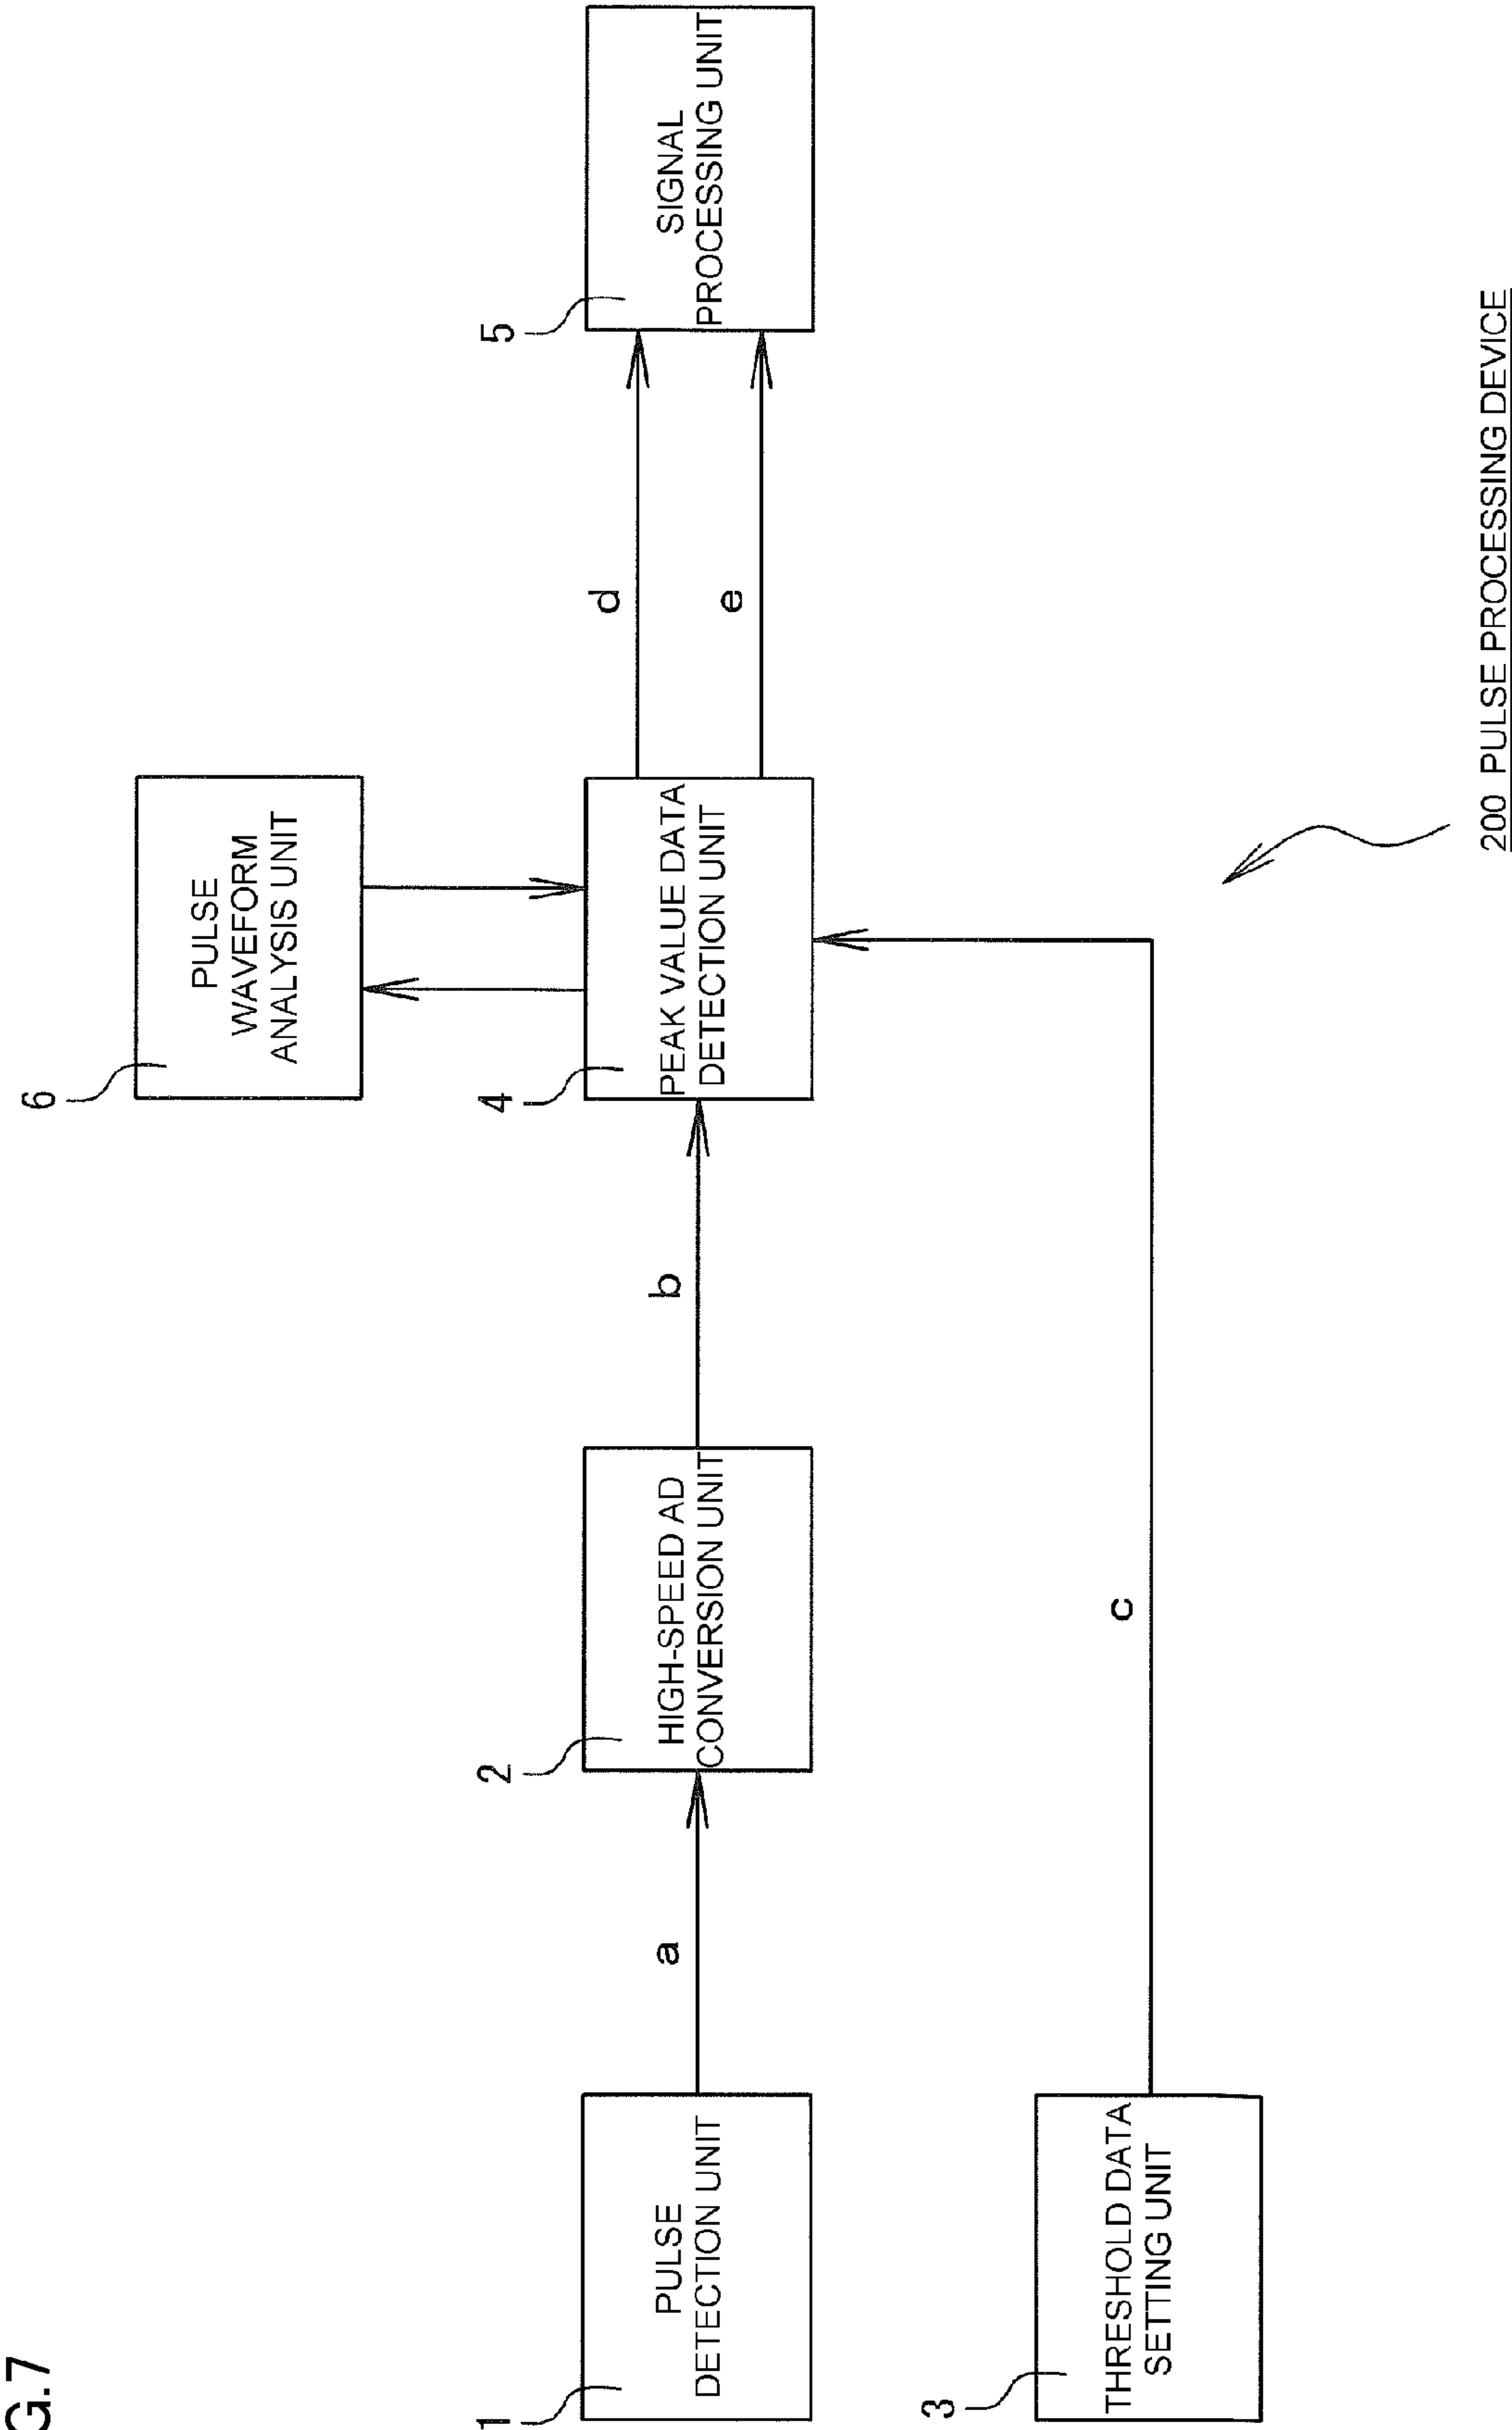 G.7
6
PULSE
WAVEFORM
ANALYSIS UNIT
1
PULSE
DETECTION UNIT
a
2
HIGH-SPEED AD
CONVERSION UNIT
b
4
PEAK VALUE DATA
DETECTION UNIT
d
e
5
SIGNAL
PROCESSING UNIT
3
THRESHOLD DATA
SETTING UNIT
c
200 PULSE PROCESSING DEVICE